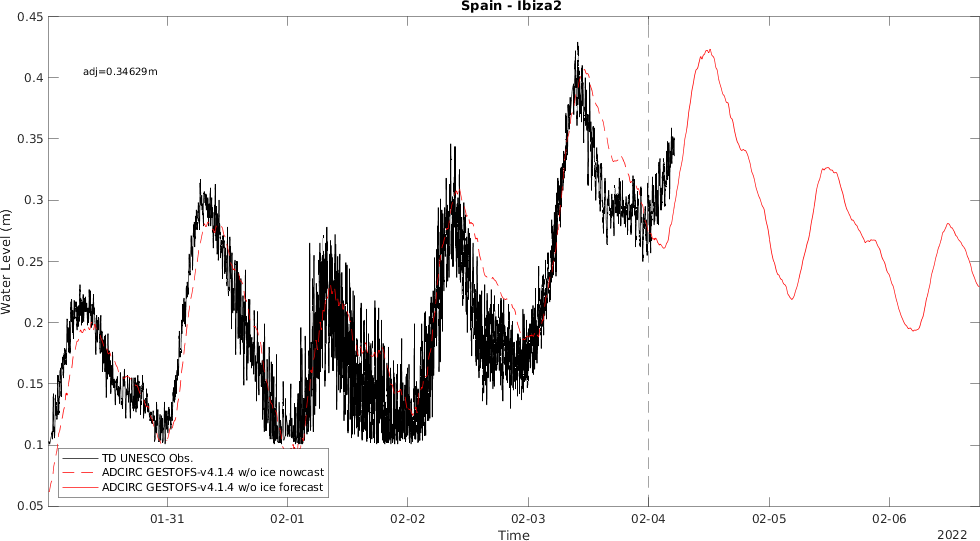 Spain - Ibiza2
adj=0.34629m
0.45
0.4
0.35
0.3
0.25
0.2
0.15
0.1
0.05
Water Level (m)
TD UNESCO Obs.
ADCIRC GESTOFS-v4.1.4 w/o ice nowcast
ADCIRC GESTOFS-v4.1.4 w/o ice forecast
01-31 02-01 02-02 02-03 02-04 02-05 02-06
Time
2022